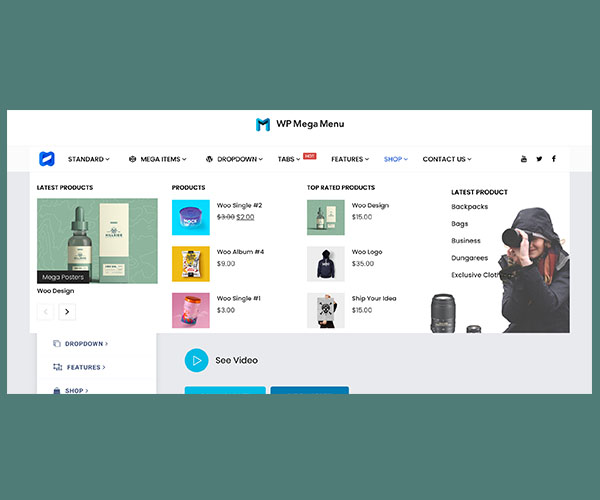 WP Mega Menu
STANDARD MEGA ITEMS DROPDOWN TABS HOT FEATURES SHOP CONTACT US
LATEST PRODUCTS
Mega Posters
Woo Design
PRODUCTS
Woo Single #2
$3.00 $2.00
Woo Album #4
$9.00
Woo Single #1
$3.00
TOP RATED PRODUCTS
Woo Design
$15.00
Woo Logo
$35.00
Ship Your Idea
$15.00
LATEST PRODUCT
Backpacks
Bags
Business
Dungarees
Exclusive Cloth
DROPDOWN
FEATURES
SHOP
See Video